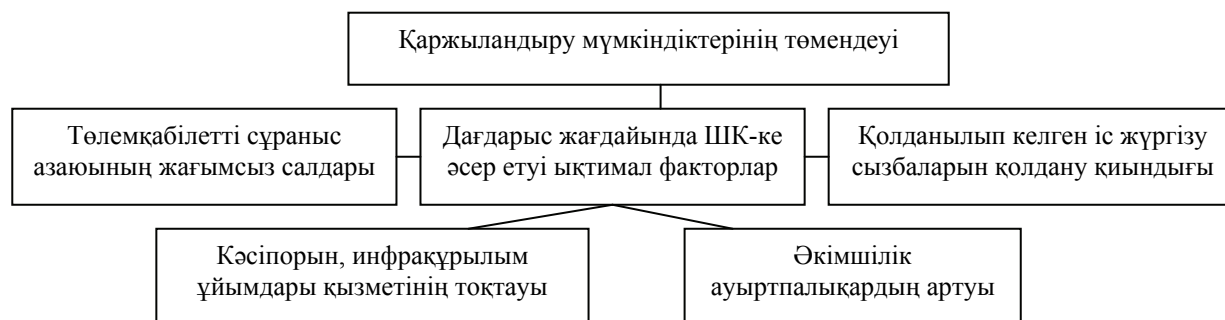 Қаржыландыру мүмкіндіктерінің төмендеуі
Төлемқабілетті сұраныс
азаюының жағымсыз салдары
Дағдарыс жағдайында ШК-ке
әсер етуі ықтимал факторлар
Қолданылып келген іс жүргізу
сызбаларын қолдану қиындығы
Кәсіпорын, инфрақұрылым
ұйымдары қызметінің тоқтауы
Әкімшілік
ауыртпалықардың артуы